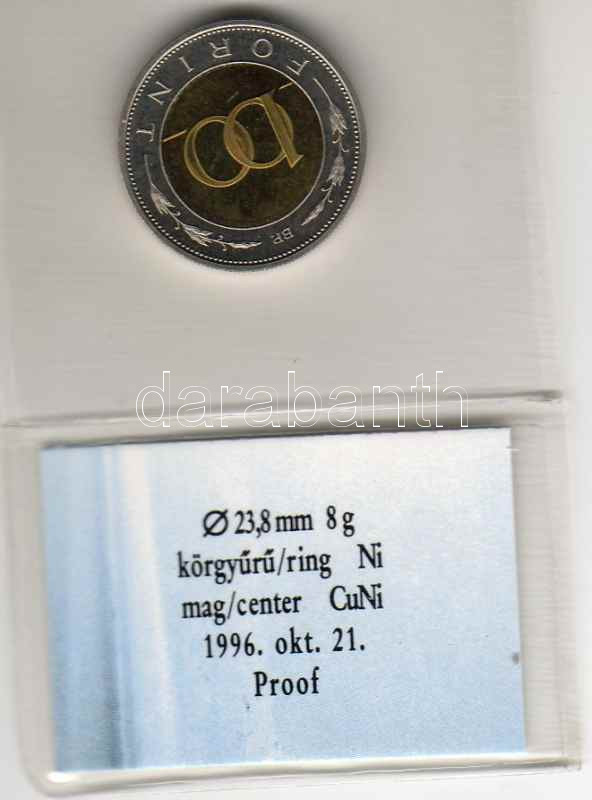 FORINT
100
BP.
darabanth
Ø 23,8 mm 8 g
körgyűrű/ring Ni
mag/center CuNi
1996. okt. 21.
Proof